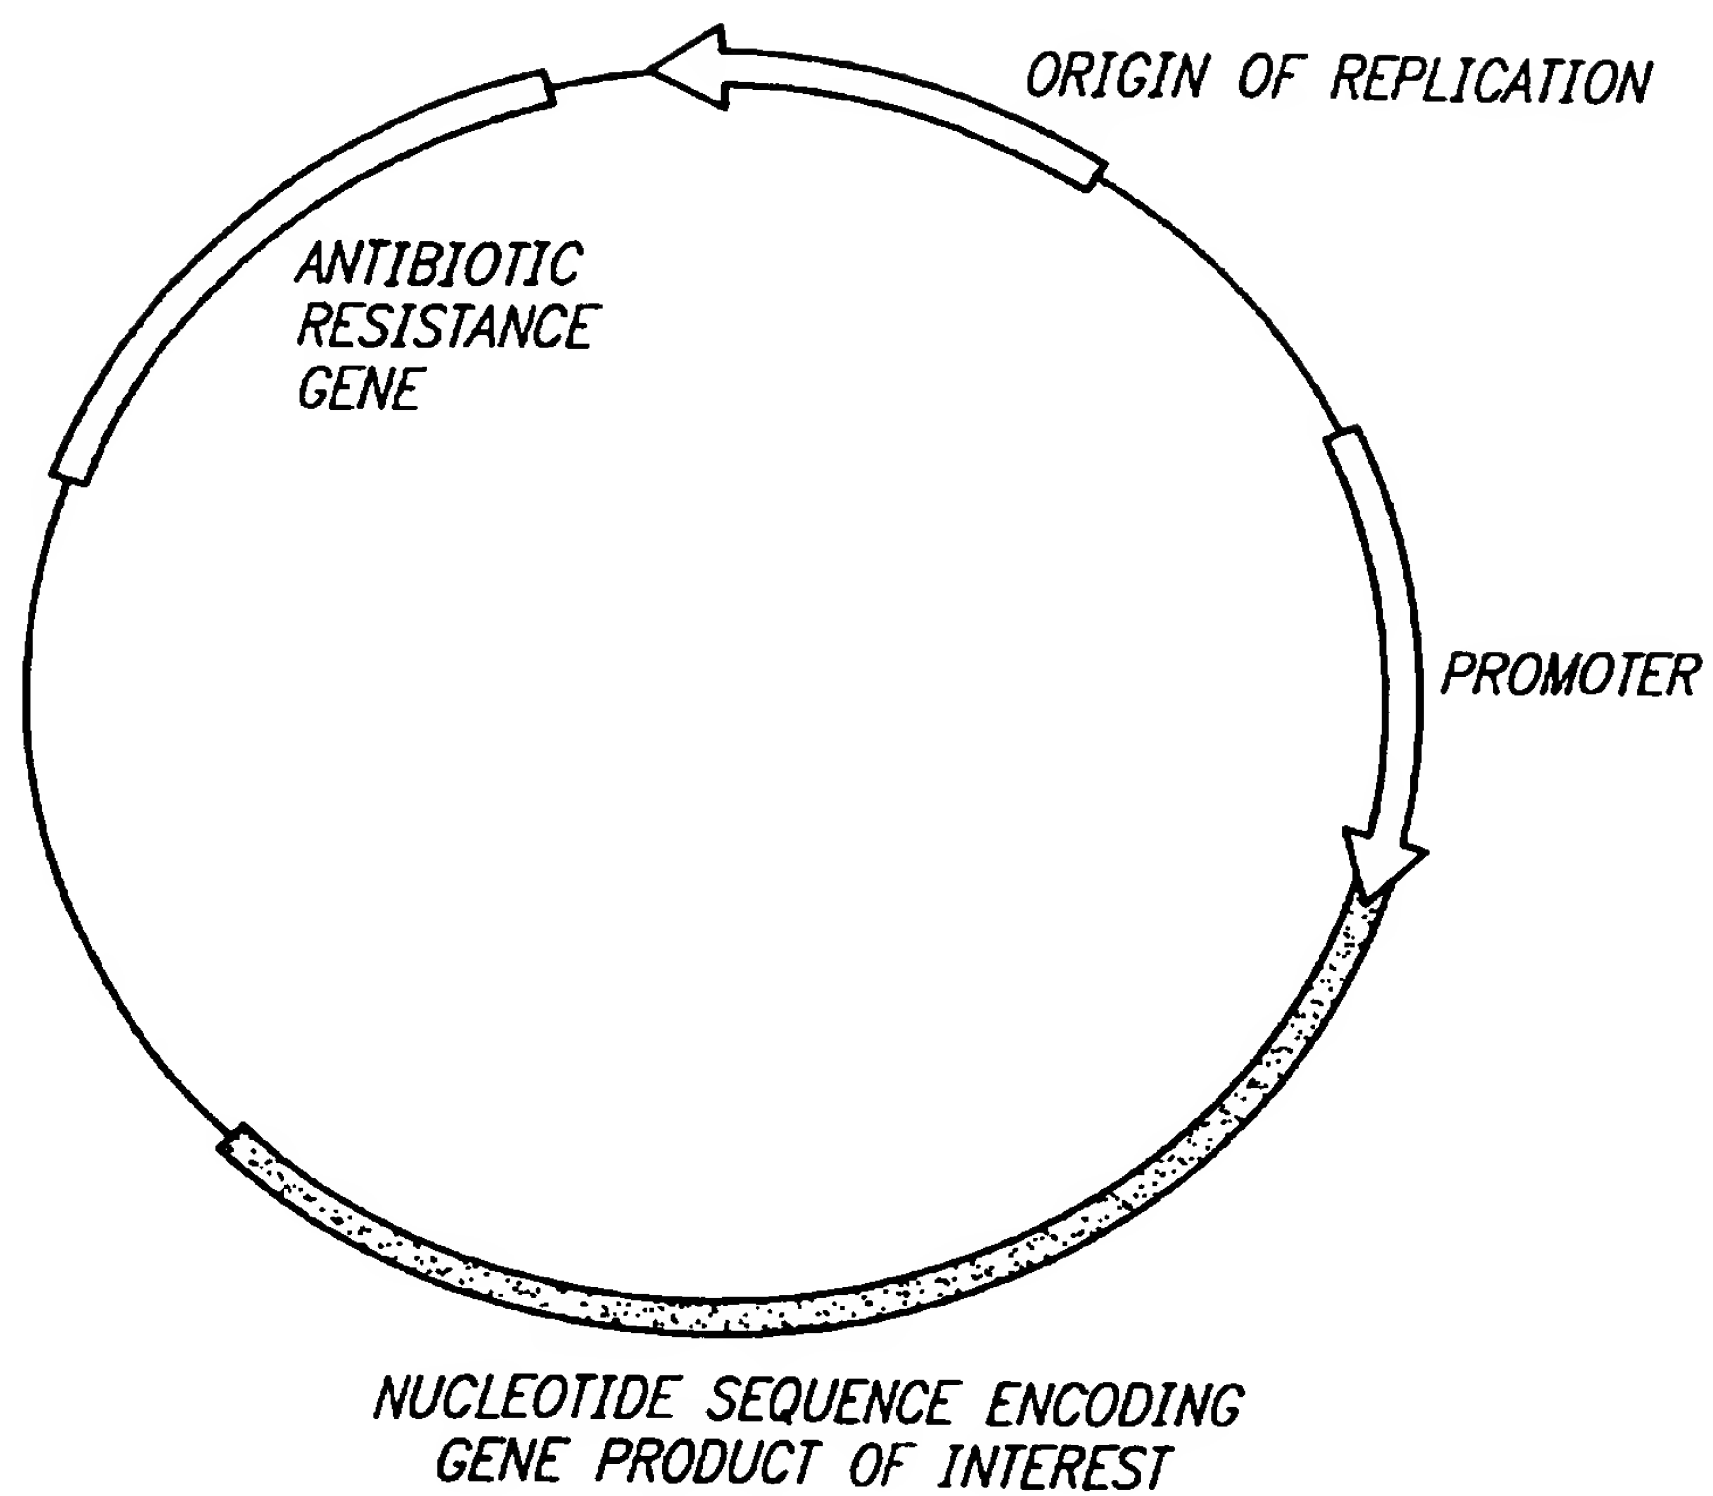 ORIGIN OF REPLICATION
ANTIBIOTIC
RESISTANCE
GENE
PROMOTER
NUCLEOTIDE SEQUENCE ENCODING
GENE PRODUCT OF INTEREST